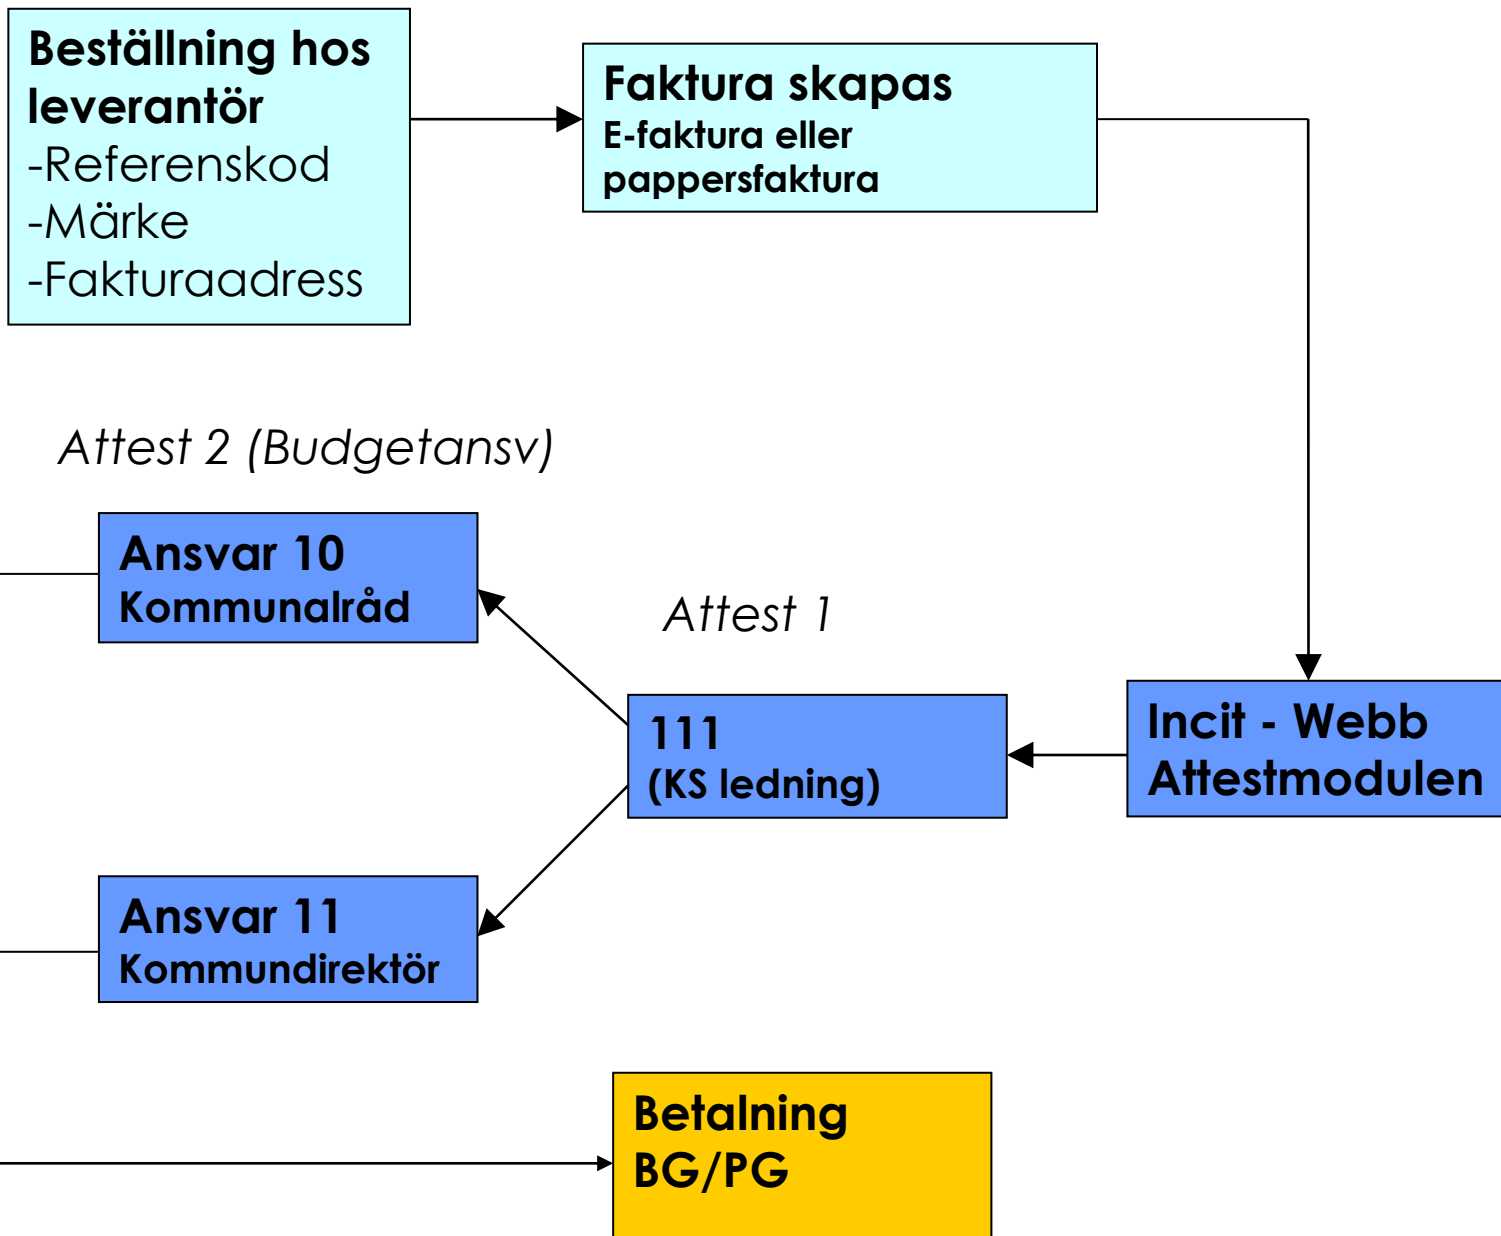 Beställning hos
leverantör
-Referenskod
-Märke
-Fakturaadress
Faktura skapas
E-faktura eller
pappersfaktura
Attest 2 (Budgetansv)
Ansvar 10
Kommunalråd
Attest 1
111
(KS ledning)
Incit - Webb
Attestmodulen
Ansvar 11
Kommundirektör
Betalning
BG/PG